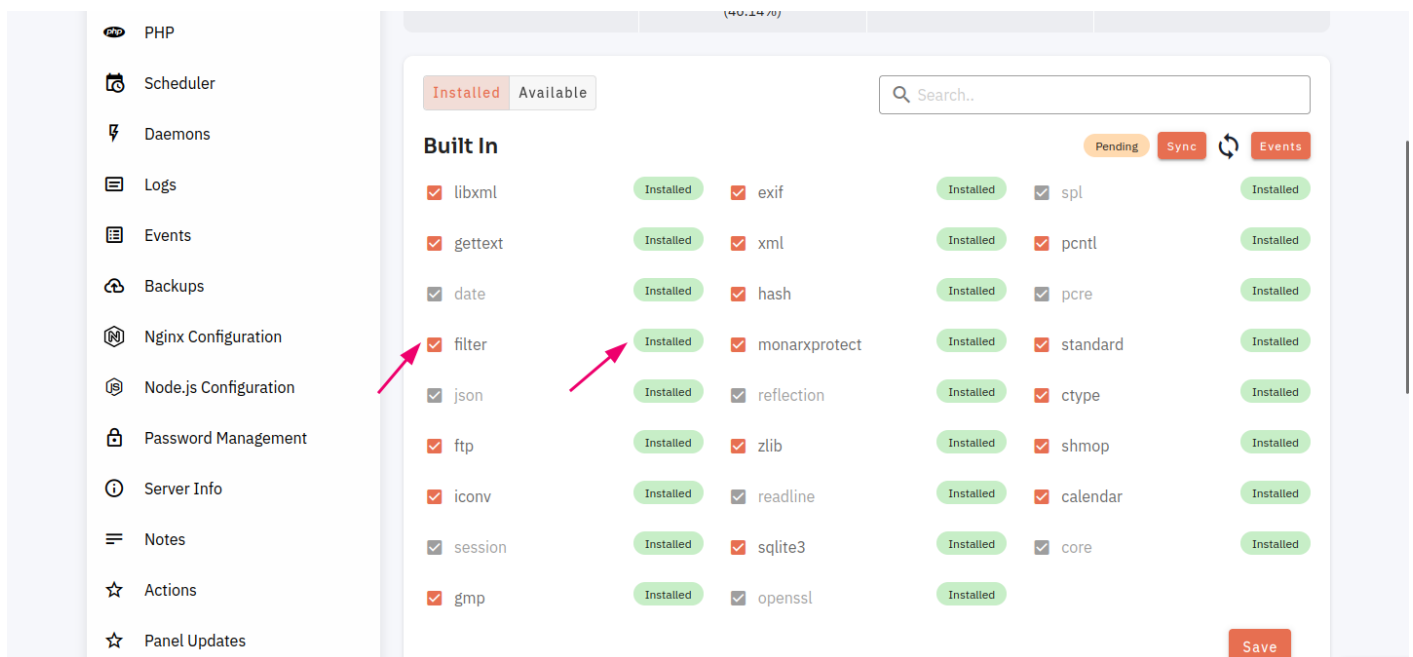 (46.14%)
php PHP
Scheduler
Daemons
Logs
Events
Backups
Nginx Configuration
Node.js Configuration
Password Management
Server Info
Notes
Actions
Panel Updates
Installed Available
Search..
Built In
Pending Sync Events
libxml Installed exif Installed spl Installed
gettext Installed xml Installed pcntl Installed
date Installed hash Installed pcre Installed
filter Installed monarxprotect Installed standard Installed
json Installed reflection Installed ctype Installed
ftp Installed zlib Installed shmop Installed
iconv Installed readline Installed calendar Installed
session Installed sqlite3 Installed core Installed
gmp Installed openssl Installed
Save